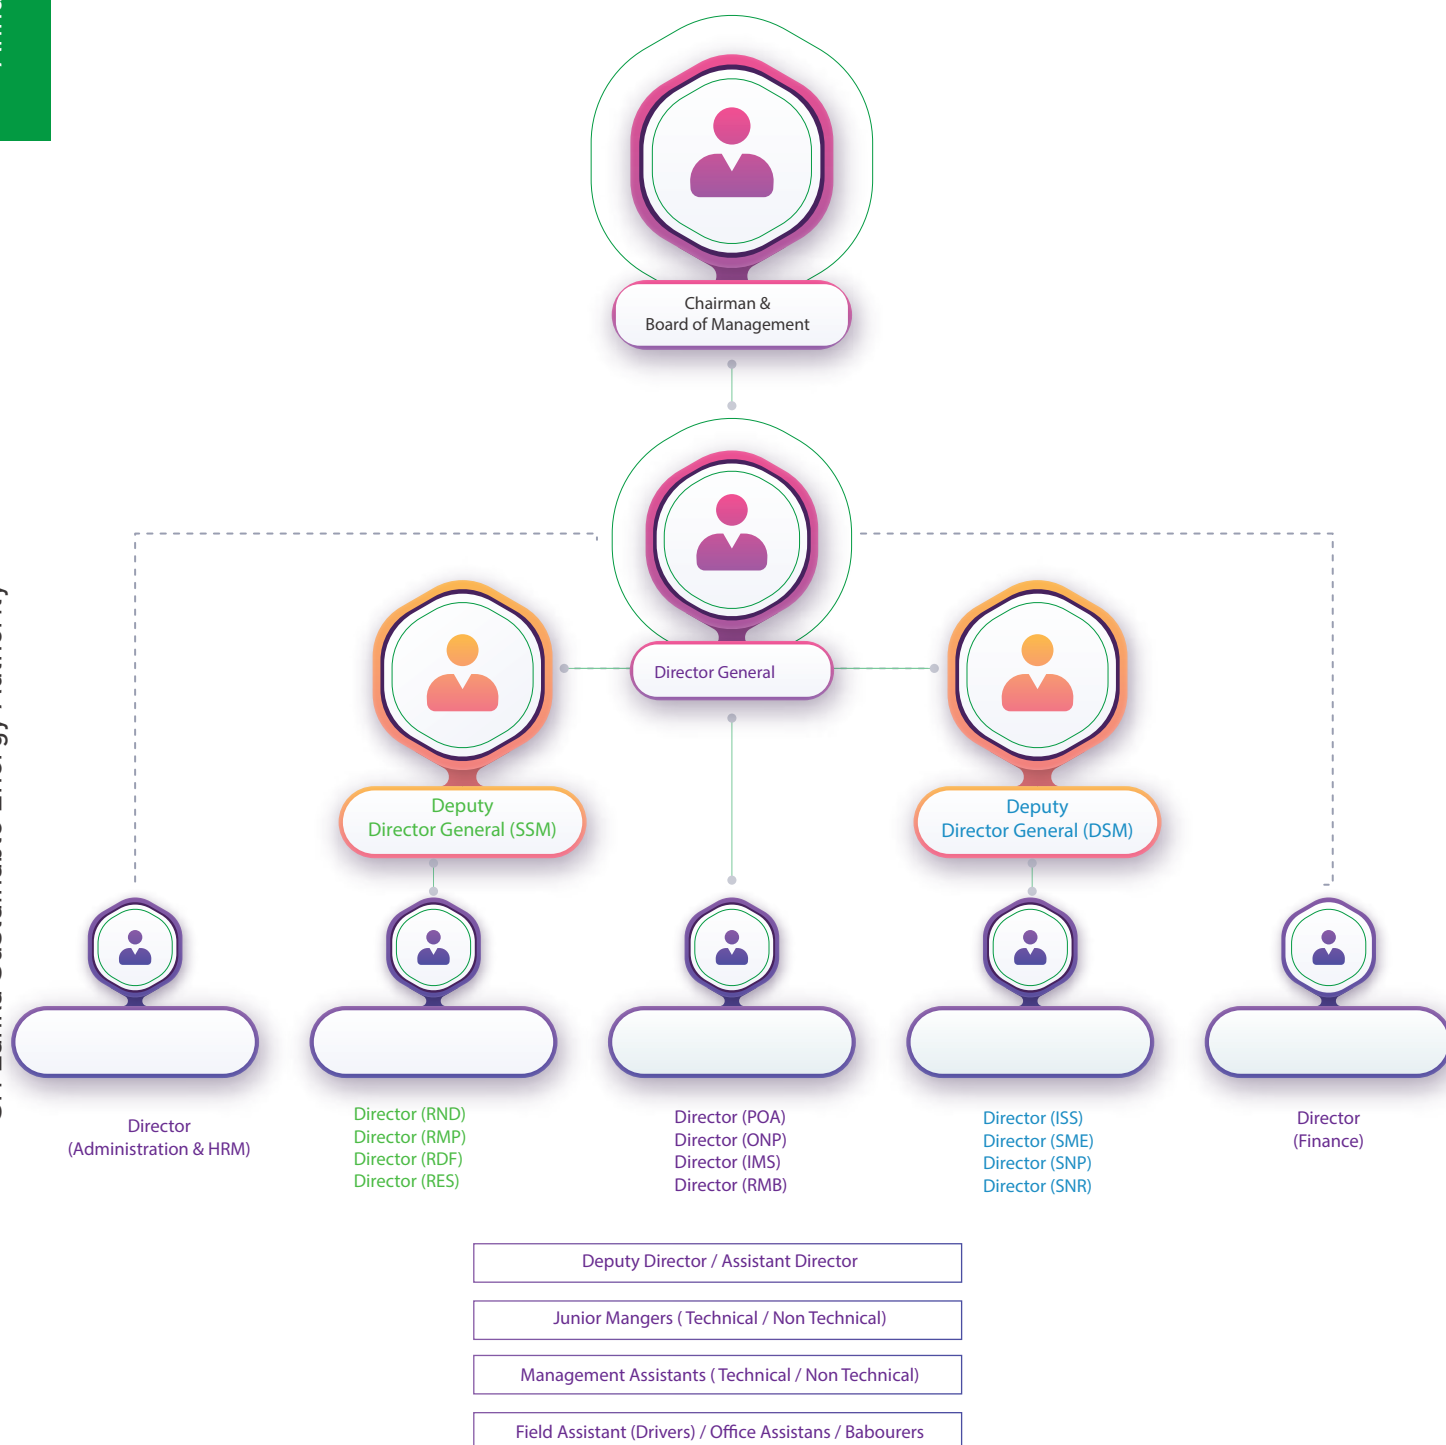 Chairman &
Board of Management
Director General
Deputy
Director General (SSM)
Deputy
Director General (DSM)
Director
(Administration & HRM)
Director (RND)
Director (RMP)
Director (RDF)
Director (RES)
Director (POA)
Director (ONP)
Director (IMS)
Director (RMB)
Director (ISS)
Director (SME)
Director (SNP)
Director (SNR)
Director
(Finance)
Deputy Director / Assistant Director
Junior Mangers ( Technical / Non Technical)
Management Assistants ( Technical / Non Technical)
Field Assistant (Drivers) / Office Assistans / Babourers